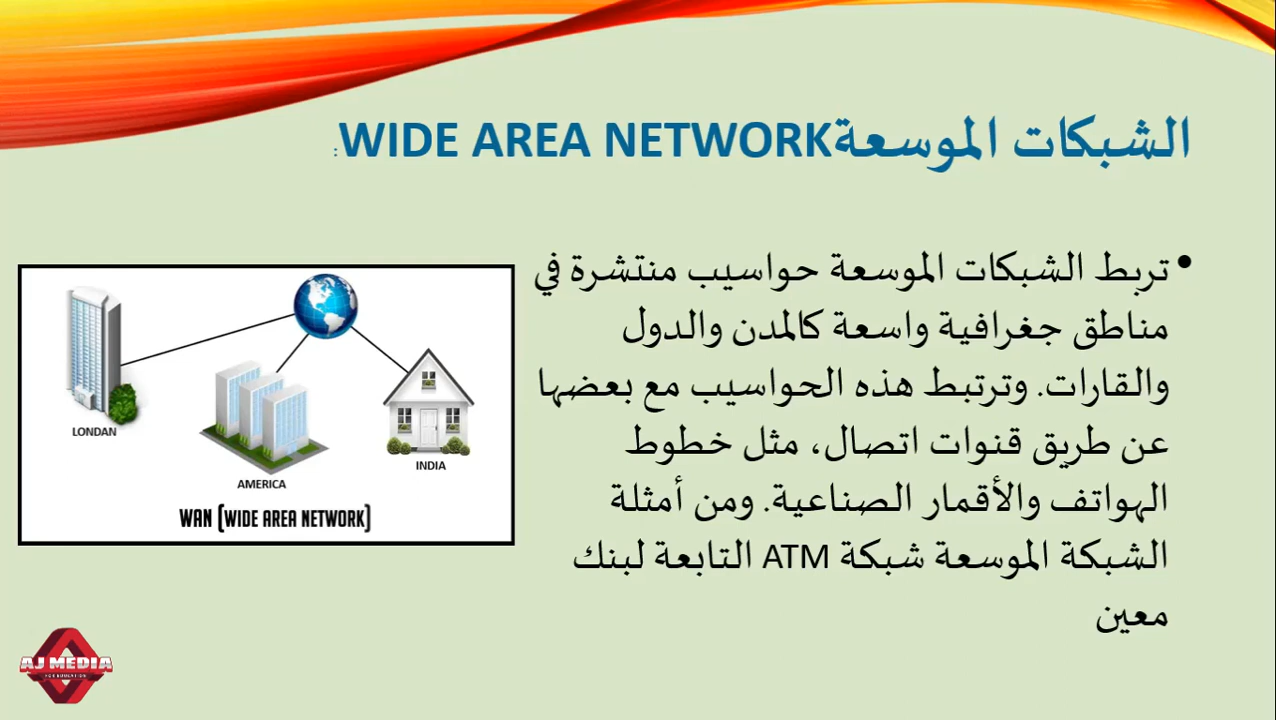 الشبكات الموسعةWIDE AREA NETWORK:
• تربط الشبكات الموسعة حواسيب منتشرة في
مناطق جغرافية واسعة كالمدن والدول
والقارات. وترتبط هذه الحواسيب مع بعضها
عن طريق قنوات اتصال، مثل خطوط
الهواتف والأقمار الصناعية. ومن أمثلة
الشبكة الموسعة شبكة ATM التابعة لبنك
معين
LONDAN
AMERICA
INDIA
WAN (WIDE AREA NETWORK)
AJ MEDIA
FOR EDUCATION